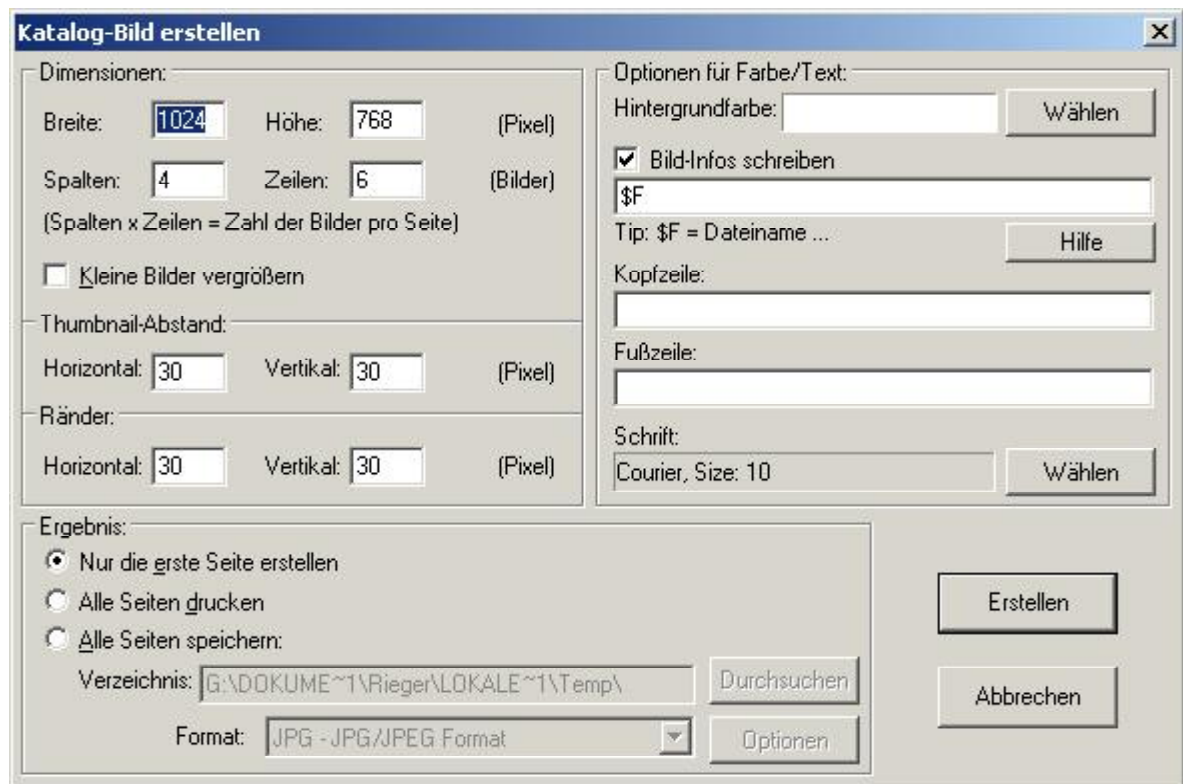 Katalog-Bild erstellen
Dimensionen:
Breite: 1024 Höhe: 768 (Pixel)
Spalten: 4 Zeilen: 6 (Bilder)
(Spalten x Zeilen = Zahl der Bilder pro Seite)
Kleine Bilder vergrößern
Thumbnail-Abstand:
Horizontal: 30 Vertikal: 30 (Pixel)
Ränder:
Horizontal: 30 Vertikal: 30 (Pixel)
Optionen für Farbe/Text:
Hintergrundfarbe: Wählen
Bild-Infos schreiben
$F
Tip: $F = Dateiname ... Hilfe
Kopfzeile:
Fußzeile:
Schrift:
Courier, Size: 10 Wählen
Ergebnis:
Nur die erste Seite erstellen
Alle Seiten drucken
Alle Seiten speichern:
Verzeichnis: G:\DOKUME~1\Rieger\LOKALE~1\Temp\ Durchsuchen
Format: JPG - JPG/JPEG Format Optionen
Erstellen
Abbrechen